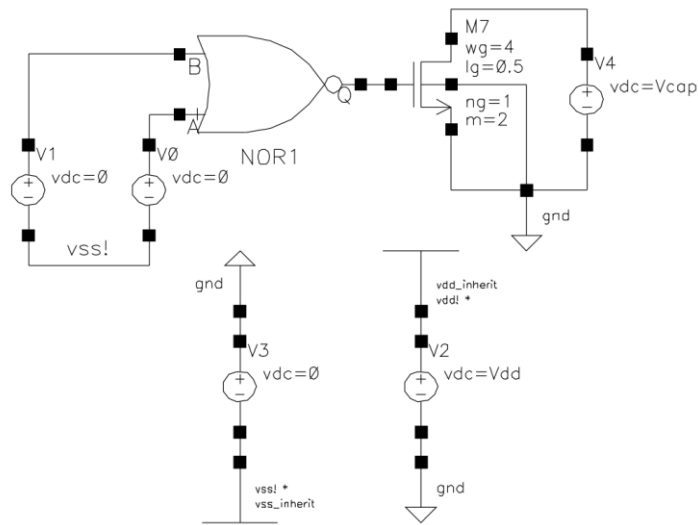 M7
wg=4
lg=0.5
ng=1
m=2
V4
vdc=Vcap
B
A
Q
NOR1
V1
vdc=0
V0
vdc=0
vss!
gnd
gnd
vdd_inherit
vdd! *
V3
vdc=0
V2
vdc=Vdd
vss! *
vss_inherit
gnd